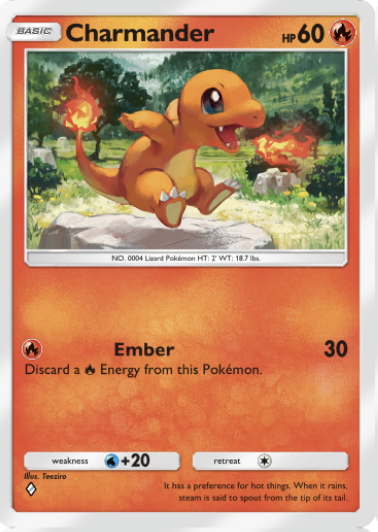 BASIC Charmander HP 60
NO. 0004 Lizard Pokémon HT: 2' WT: 18.7 lbs.
Ember 30
Discard a Energy from this Pokémon.
weakness +20 retreat
Illus. Teeziro
It has a preference for hot things. When it rains,
steam is said to spout from the tip of its tail.